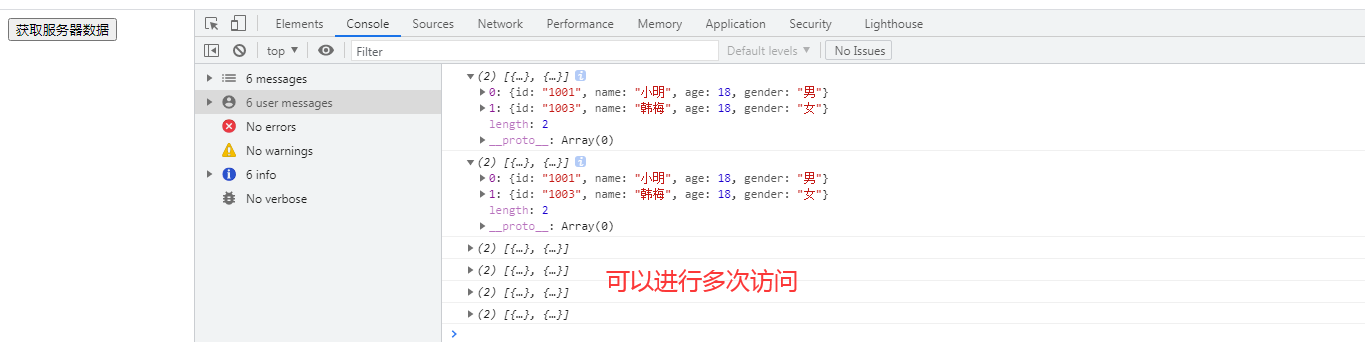 获取服务器数据
Elements Console Sources Network Performance Memory Application Security Lighthouse
top ▼ Filter Default levels ▼ No Issues
6 messages
6 user messages
No errors
No warnings
6 info
No verbose
(2) [{…}, {…}]
0: {id: "1001", name: "小明", age: 18, gender: "男"}
1: {id: "1003", name: "韩梅", age: 18, gender: "女"}
length: 2
__proto__: Array(0)
(2) [{…}, {…}]
0: {id: "1001", name: "小明", age: 18, gender: "男"}
1: {id: "1003", name: "韩梅", age: 18, gender: "女"}
length: 2
__proto__: Array(0)
(2) [{…}, {…}]
(2) [{…}, {…}]
可以进行多次访问
(2) [{…}, {…}]
(2) [{…}, {…}]